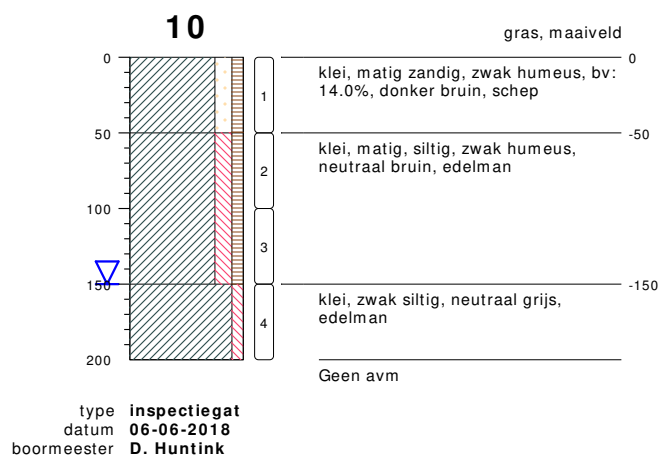 10
gras, maaiveld
0
0
klei, matig zandig, zwak humeus, bv:
14.0%, donker bruin, schep
1
50
-50
klei, matig, siltig, zwak humeus,
neutraal bruin, edelman
2
100
3
150
-150
klei, zwak siltig, neutraal grijs,
edelman
4
200
Geen avm
type inspectiegat
datum 06-06-2018
boormeester D. Huntink